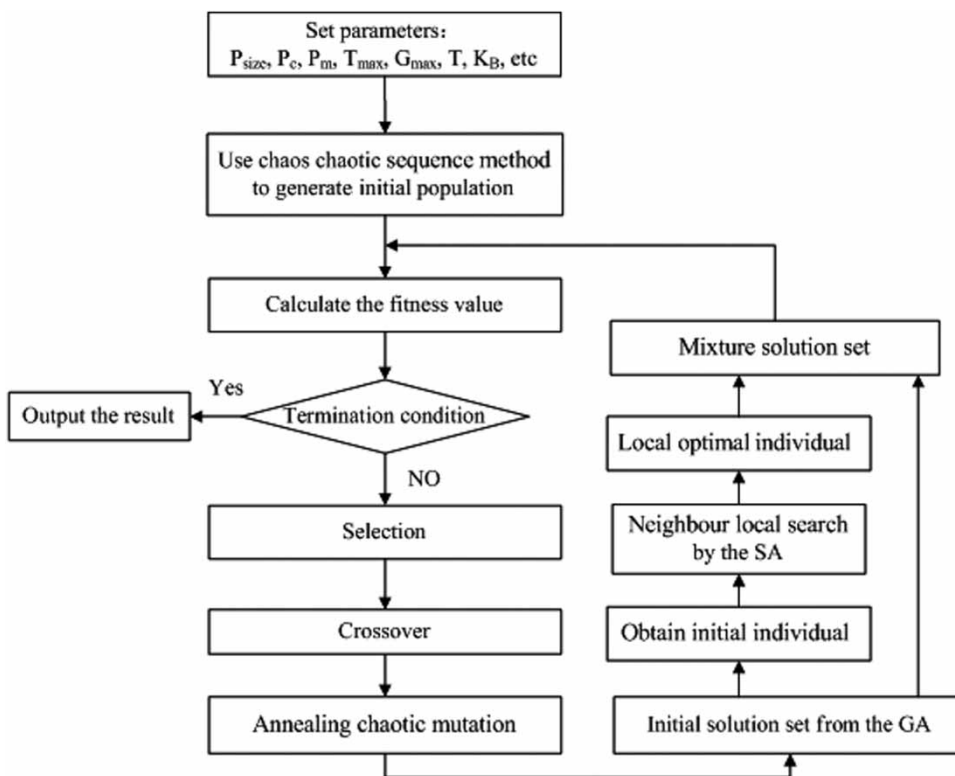 Set parameters:
Psize, Pc, Pm, Tmax, Gmax, T, KB, etc
Use chaos chaotic sequence method
to generate initial population
Calculate the fitness value
Yes
Termination condition
Output the result
NO
Selection
Crossover
Annealing chaotic mutation
Initial solution set from the GA
Obtain initial individual
Neighbour local search
by the SA
Local optimal individual
Mixture solution set